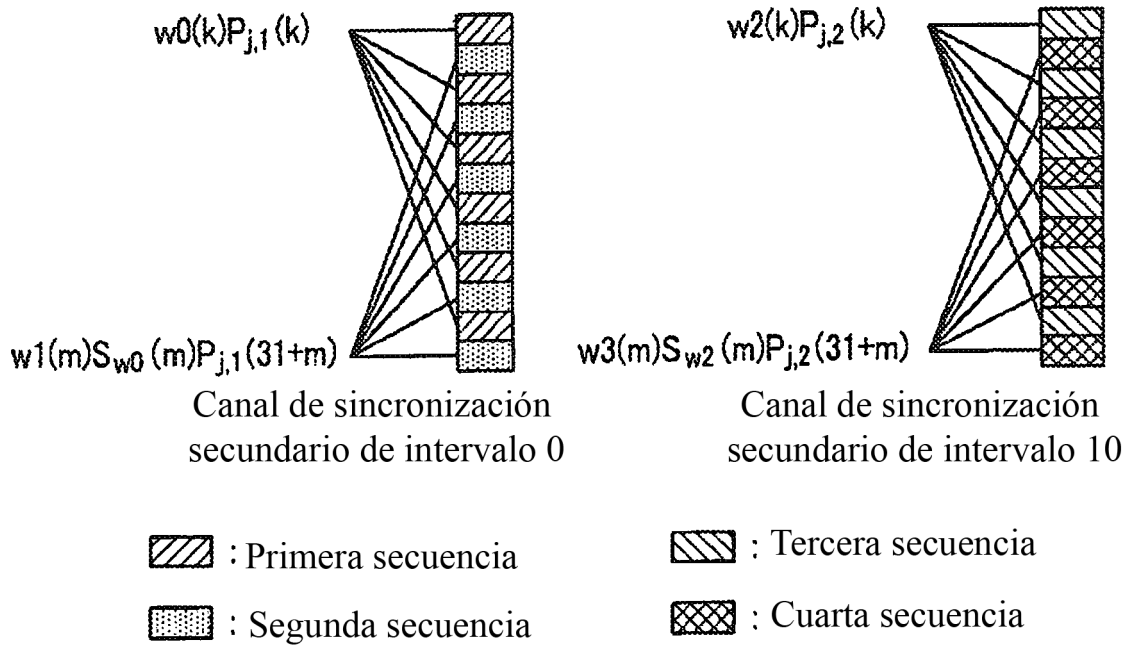 w0(k)P_{j,1}(k)
w1(m)S_{w0}(m)P_{j,1}(31+m)
Canal de sincronización
secundario de intervalo 0
w2(k)P_{j,2}(k)
w3(m)S_{w2}(m)P_{j,2}(31+m)
Canal de sincronización
secundario de intervalo 10
: Primera secuencia
: Segunda secuencia
: Tercera secuencia
: Cuarta secuencia